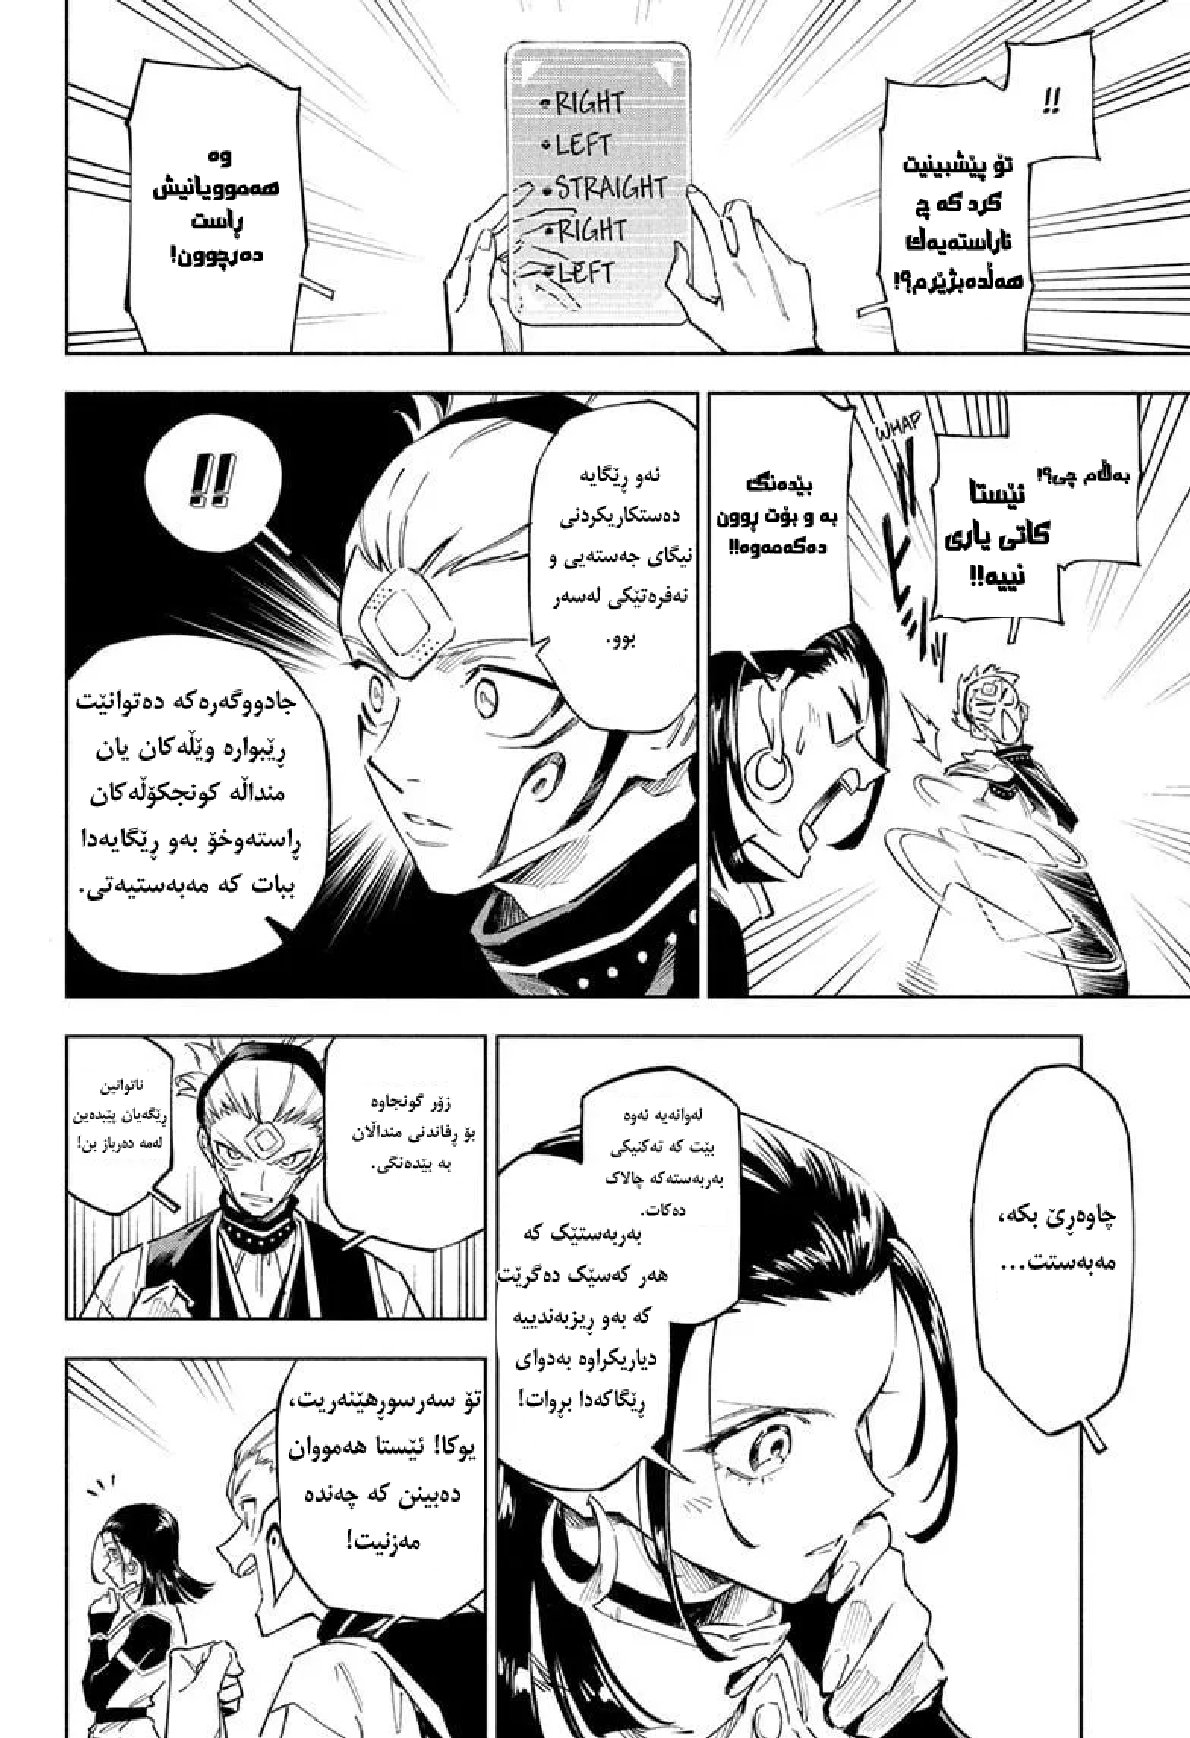 !!
تۆ پێشبینیت
کرد کە چ
ئاراستەیەک
هەڵدەبژێرم؟!
•RIGHT
•LEFT
•STRAIGHT
•RIGHT
•LEFT
وە
هەموویانیش
ڕاست
دەرچوون!
بەڵام چی؟!
ئێستا
کاتی یاری
نییە!!
WHAP
بێدەنگ
بە و بۆت ڕوون
دەکەمەوە!!
ئەو ڕێگایە
دەستکاریکردنی
نیگای جەستەیی و
نەفرەتێکی لەسەر
بوو.
!!
جادووگەرەکە دەتوانێت
ڕێبوارە وێڵەکان یان
منداڵە کونجکۆڵەکان
ڕاستەوخۆ بەو ڕێگایەدا
ببات کە مەبەستیەتی.
چاوەڕێ بکە،
مەبەستت...
لەوانەیە ئەوە
بێت کە تەکنیکی
بەربەستەکە چالاک
دەکات.
بەربەستێک کە
هەر کەسێک دەگرێت
کە بەو ڕیزبەندییە
دیاریکراوە بەدوای
ڕێگاکەدا بڕوات!
زۆر گونجاوە
بۆ ڕفاندنی منداڵان
بە بێدەنگی.
ناتوانین
ڕێگەیان پێبدەین
لەمە دەرباز بن!
تۆ سەرسوڕهێنەریت،
یوکا! ئێستا هەمووان
دەبینن کە چەندە
مەزنیت!